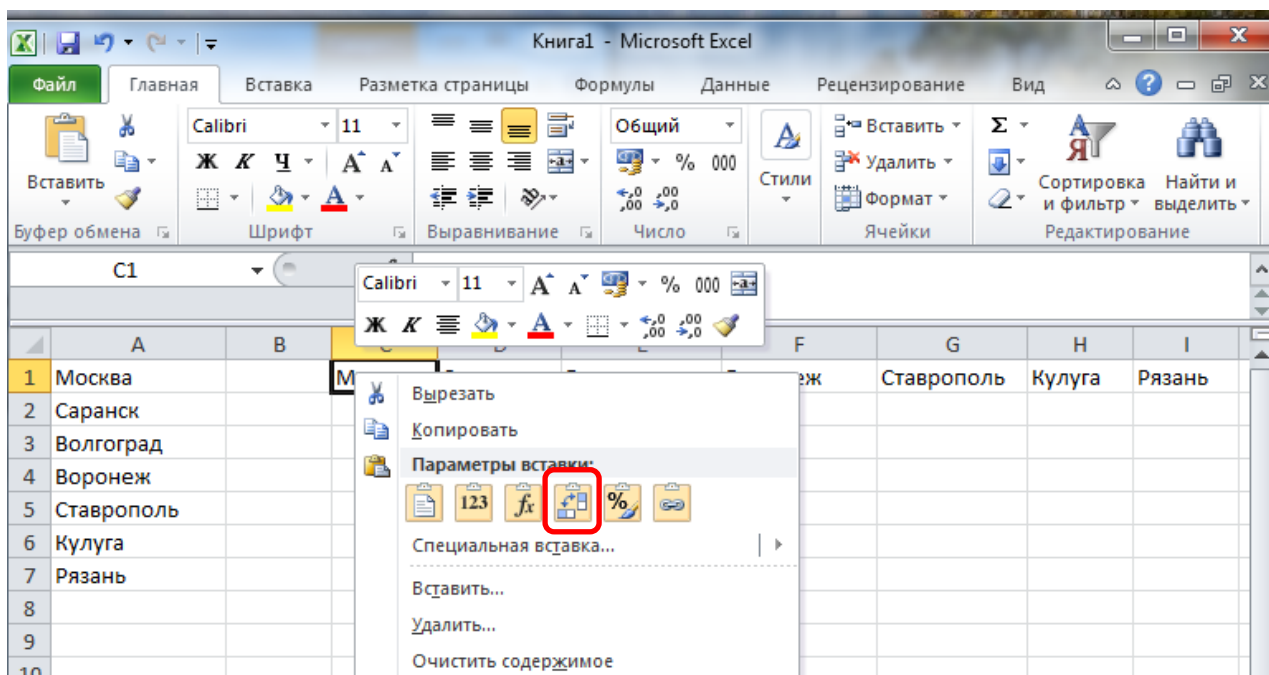 Книга1 - Microsoft Excel
Файл Главная Вставка Разметка страницы Формулы Данные Рецензирование Вид
Calibri 11 Общий Вставить Σ
Ж К Ч % 000 Удалить
Вставить Стили Формат Сортировка и фильтр Найти и выделить
Буфер обмена Шрифт Выравнивание Число Ячейки Редактирование
C1
Calibri 11 % 000
Ж К
A B F G H I
1 Москва Ставрополь Кулуга Рязань
2 Саранск
3 Волгоград
4 Воронеж
5 Ставрополь
6 Кулуга
7 Рязань
8
9
10
Вырезать
Копировать
Параметры вставки:
123 fx %
Специальная вставка...
Вставить...
Удалить...
Очистить содержимое